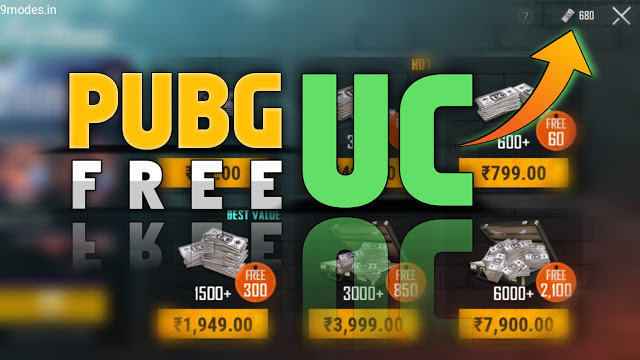 9modes.in
? 680
HOT
PUBG UC
FREE
600+ FREE 60
₹799.00
BEST VALUE
1500+ FREE 300
3000+ FREE 850
6000+ FREE 2,100
₹1,949.00 ₹3,999.00 ₹7,900.00